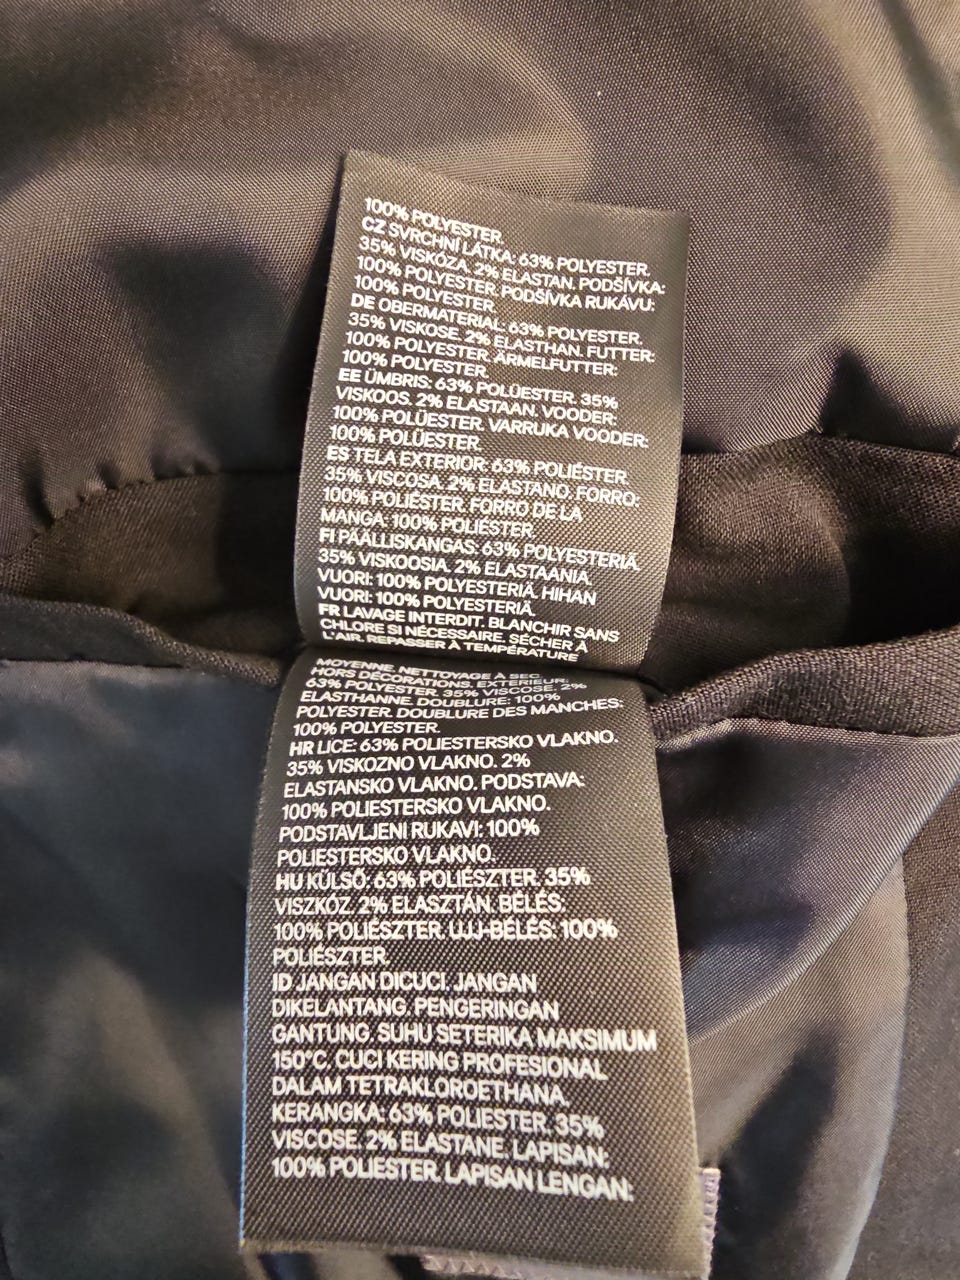 100% POLYESTER.
CZ SVRCHNÍ LÁTKA: 63% POLYESTER.
35% VISKÓZA. 2% ELASTAN. PODŠÍVKA:
100% POLYESTER. PODŠÍVKA RUKÁVU:
100% POLYESTER.
DE OBERMATERIAL: 63% POLYESTER.
35% VISKOSE. 2% ELASTHAN. FUTTER:
100% POLYESTER. ÄRMELFUTTER:
100% POLYESTER.
EE ÜMBRIS: 63% POLÜESTER. 35%
VISKOOS. 2% ELASTAAN. VOODER:
100% POLÜESTER. VARRUKA VOODER:
100% POLÜESTER.
ES TELA EXTERIOR: 63% POLIÉSTER.
35% VISCOSA. 2% ELASTANO. FORRO:
100% POLIÉSTER. FORRO DE LA
MANGA: 100% POLIÉSTER.
FI PÄÄLLISKANGAS: 63% POLYESTERIÄ.
35% VISKOOSIA. 2% ELASTAANIA.
VUORI: 100% POLYESTERIÄ. HIHAN
VUORI: 100% POLYESTERIÄ.
FR LAVAGE INTERDIT. BLANCHIR SANS
CHLORE SI NÉCESSAIRE. SÉCHER À
L'AIR. REPASSER À TEMPÉRATURE
MOYENNE. NETTOYAGE À SEC
HORS DÉCORATIONS. EXTÉRIEUR:
63% POLYESTER. 35% VISCOSE. 2%
ELASTHANNE. DOUBLURE: 100%
POLYESTER. DOUBLURE DES MANCHES:
100% POLYESTER.
HR LICE: 63% POLIESTERSKO VLAKNO.
35% VISKOZNO VLAKNO. 2%
ELASTANSKO VLAKNO. PODSTAVA:
100% POLIESTERSKO VLAKNO.
PODSTAVLJENI RUKAVI: 100%
POLIESTERSKO VLAKNO.
HU KÜLSŐ: 63% POLIÉSZTER. 35%
VISZKÓZ. 2% ELASZTÁN. BÉLÉS:
100% POLIÉSZTER. UJJ-BÉLÉS: 100%
POLIÉSZTER.
ID JANGAN DICUCI. JANGAN
DIKELANTANG. PENGERINGAN
GANTUNG. SUHU SETERIKA MAKSIMUM
150°C. CUCI KERING PROFESIONAL
DALAM TETRAKLOROETHANA.
KERANGKA: 63% POLIESTER. 35%
VISCOSE. 2% ELASTANE. LAPISAN:
100% POLIESTER. LAPISAN LENGAN: